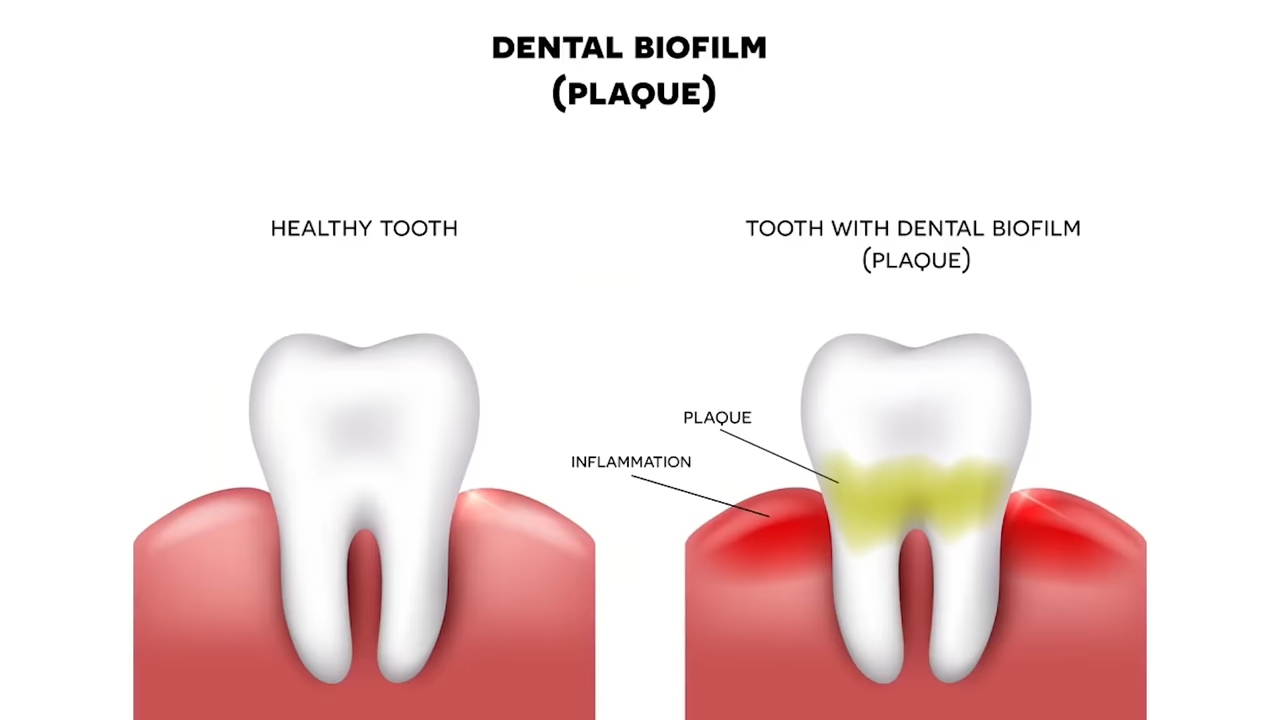 DENTAL BIOFILM
(PLAQUE)
HEALTHY TOOTH
TOOTH WITH DENTAL BIOFILM
(PLAQUE)
PLAQUE
INFLAMMATION